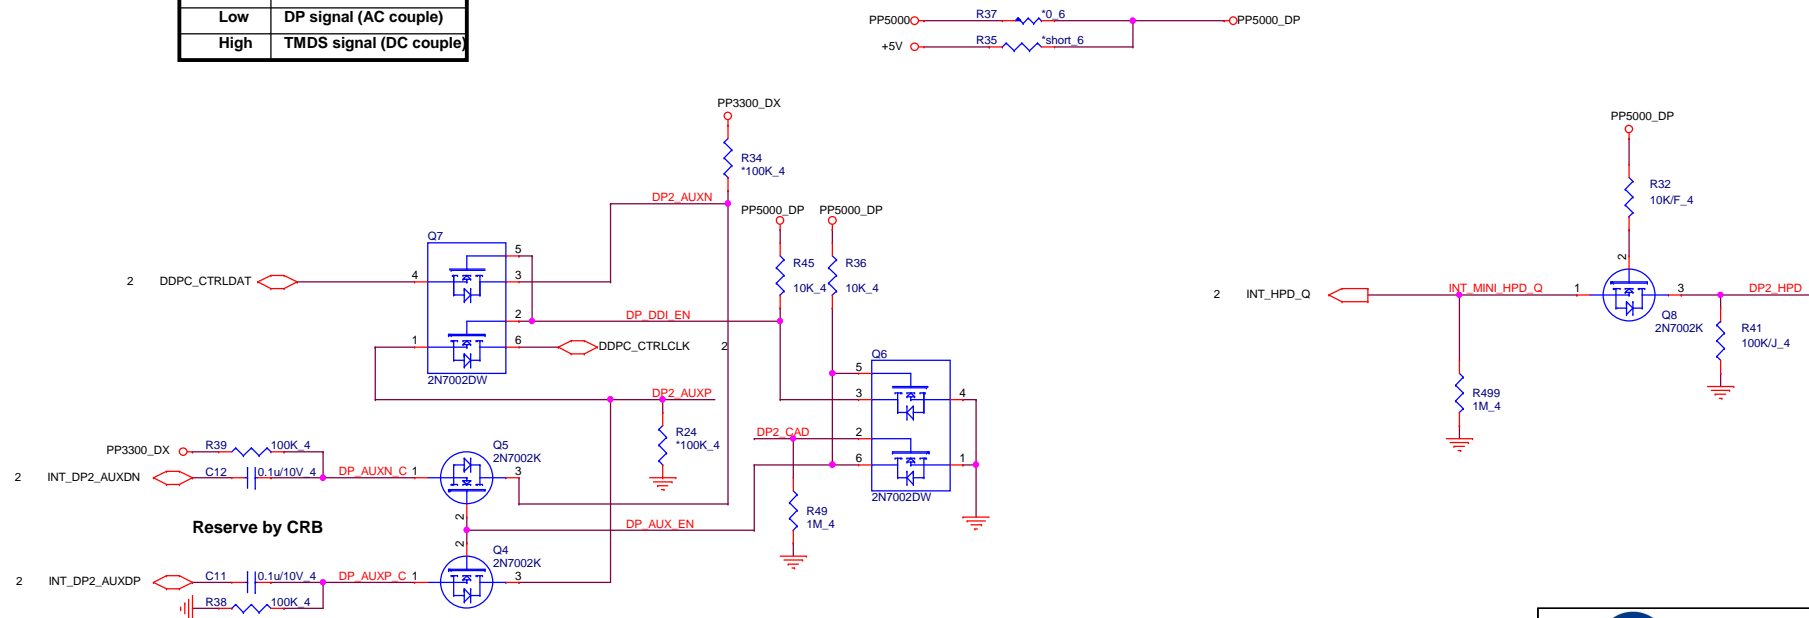 Low DP signal (AC couple)
High TMDS signal (DC couple)
PP5000 R37 *0_6 PP5000_DP
+5V R35 *short_6
PP3300_DX
R34
*100K_4
DP2_AUXN
PP5000_DP PP5000_DP
Q7
5
2 DDPC_CTRLDAT 4 3
R45 R36
10K_4 10K_4
2 DP_DDI_EN
1 6 DDPC_CTRLCLK 2
2N7002DW
Q6
5
3 4
DP2_AUXP
R24
*100K_4
DP2_CAD 2
6 1
2N7002DW
R49
1M_4
PP3300_DX R39 100K_4
Q5
2N7002K
2 INT_DP2_AUXDN C12 0.1u/10V_4 DP_AUXN_C 1 3
2
Reserve by CRB
DP_AUX_EN
2
Q4
2N7002K
2 INT_DP2_AUXDP C11 0.1u/10V_4 DP_AUXP_C 1 3
R38 100K_4
PP5000_DP
R32
10K/F_4
2
2 INT_HPD_Q INT_MINI_HPD_Q 1 3 DP2_HPD
Q8
2N7002K
R41
100K/J_4
R499
1M_4